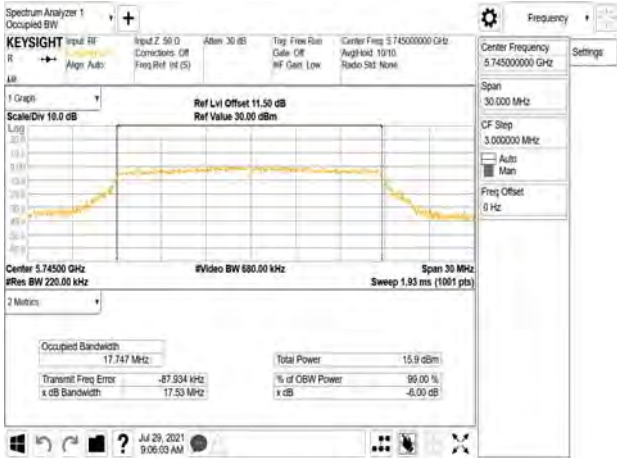 Spectrum Analyzer 1
Occupied BW
+
Frequency
KEYSIGHT
Input: RF
Input Z: 50 Ω
Atten: 30 dB
Trig: Free Run
Center Freq: 5.745000000 GHz
R
Corrections: Off
Gate: Off
Avg|Hold: 10/10
Align: Auto
Freq Ref: Int (S)
#IF Gain: Low
Radio Std: None
Center Frequency
5.745000000 GHz
Settings
Span
30.000 MHz
CF Step
3.000000 MHz
Auto
Man
Freq Offset
0 Hz
1 Graph
Ref Lvl Offset 11.50 dB
Scale/Div 10.0 dB
Ref Value 30.00 dBm
Log
Center 5.74500 GHz
#Video BW 680.00 kHz
Span 30 MHz
#Res BW 220.00 kHz
Sweep 1.93 ms (1001 pts)
2 Metrics
Occupied Bandwidth
17.747 MHz
Total Power
15.9 dBm
Transmit Freq Error
-87.934 kHz
% of OBW Power
99.00 %
x dB Bandwidth
17.53 MHz
x dB
-6.00 dB
?
Jul 29, 2021
9:06:03 AM